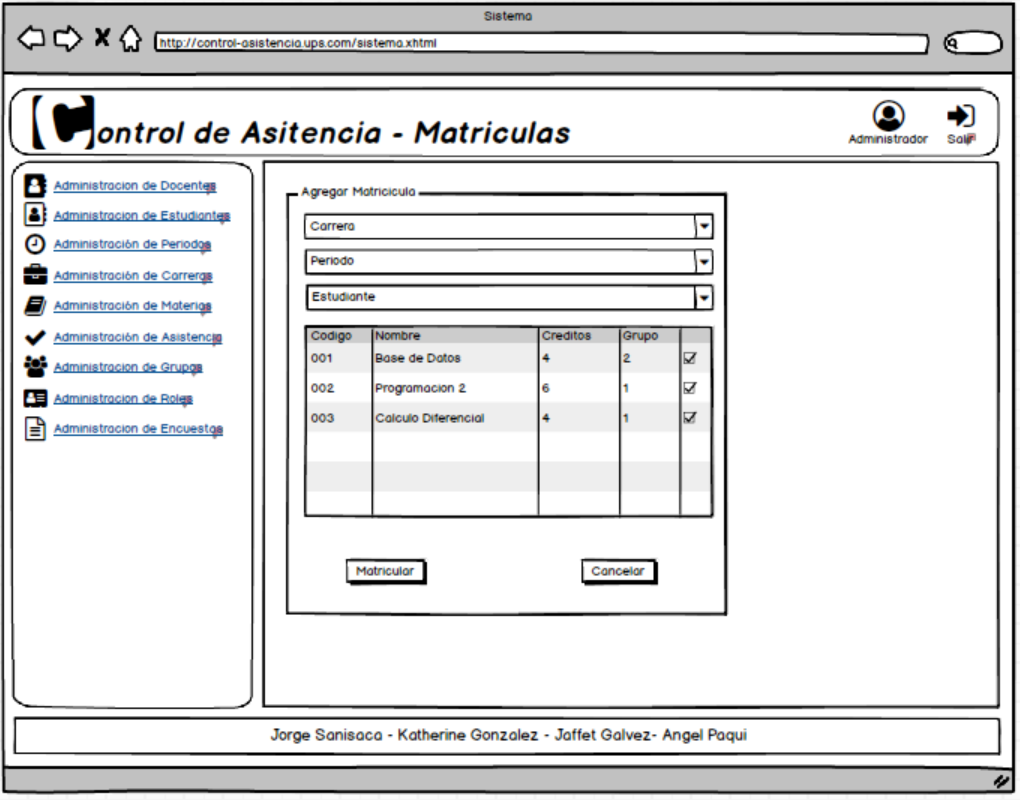 Sistema
http://control-asistencia.ups.com/sistema.xhtml
Control de Asitencia - Matriculas
Administrador
Salir
Administracion de Docentes
Administracion de Estudiantes
Administración de Periodos
Administración de Carreras
Administración de Materias
Administración de Asistencia
Administracion de Grupos
Administracion de Roles
Administracion de Encuestas
Agregar Matricicula
Carrera
Periodo
Estudiante
Codigo Nombre Creditos Grupo
001 Base de Datos 4 2
002 Programacion 2 6 1
003 Calculo Diferencial 4 1
Matricular Cancelar
Jorge Sanisaca - Katherine Gonzalez - Jaffet Galvez- Angel Paqui